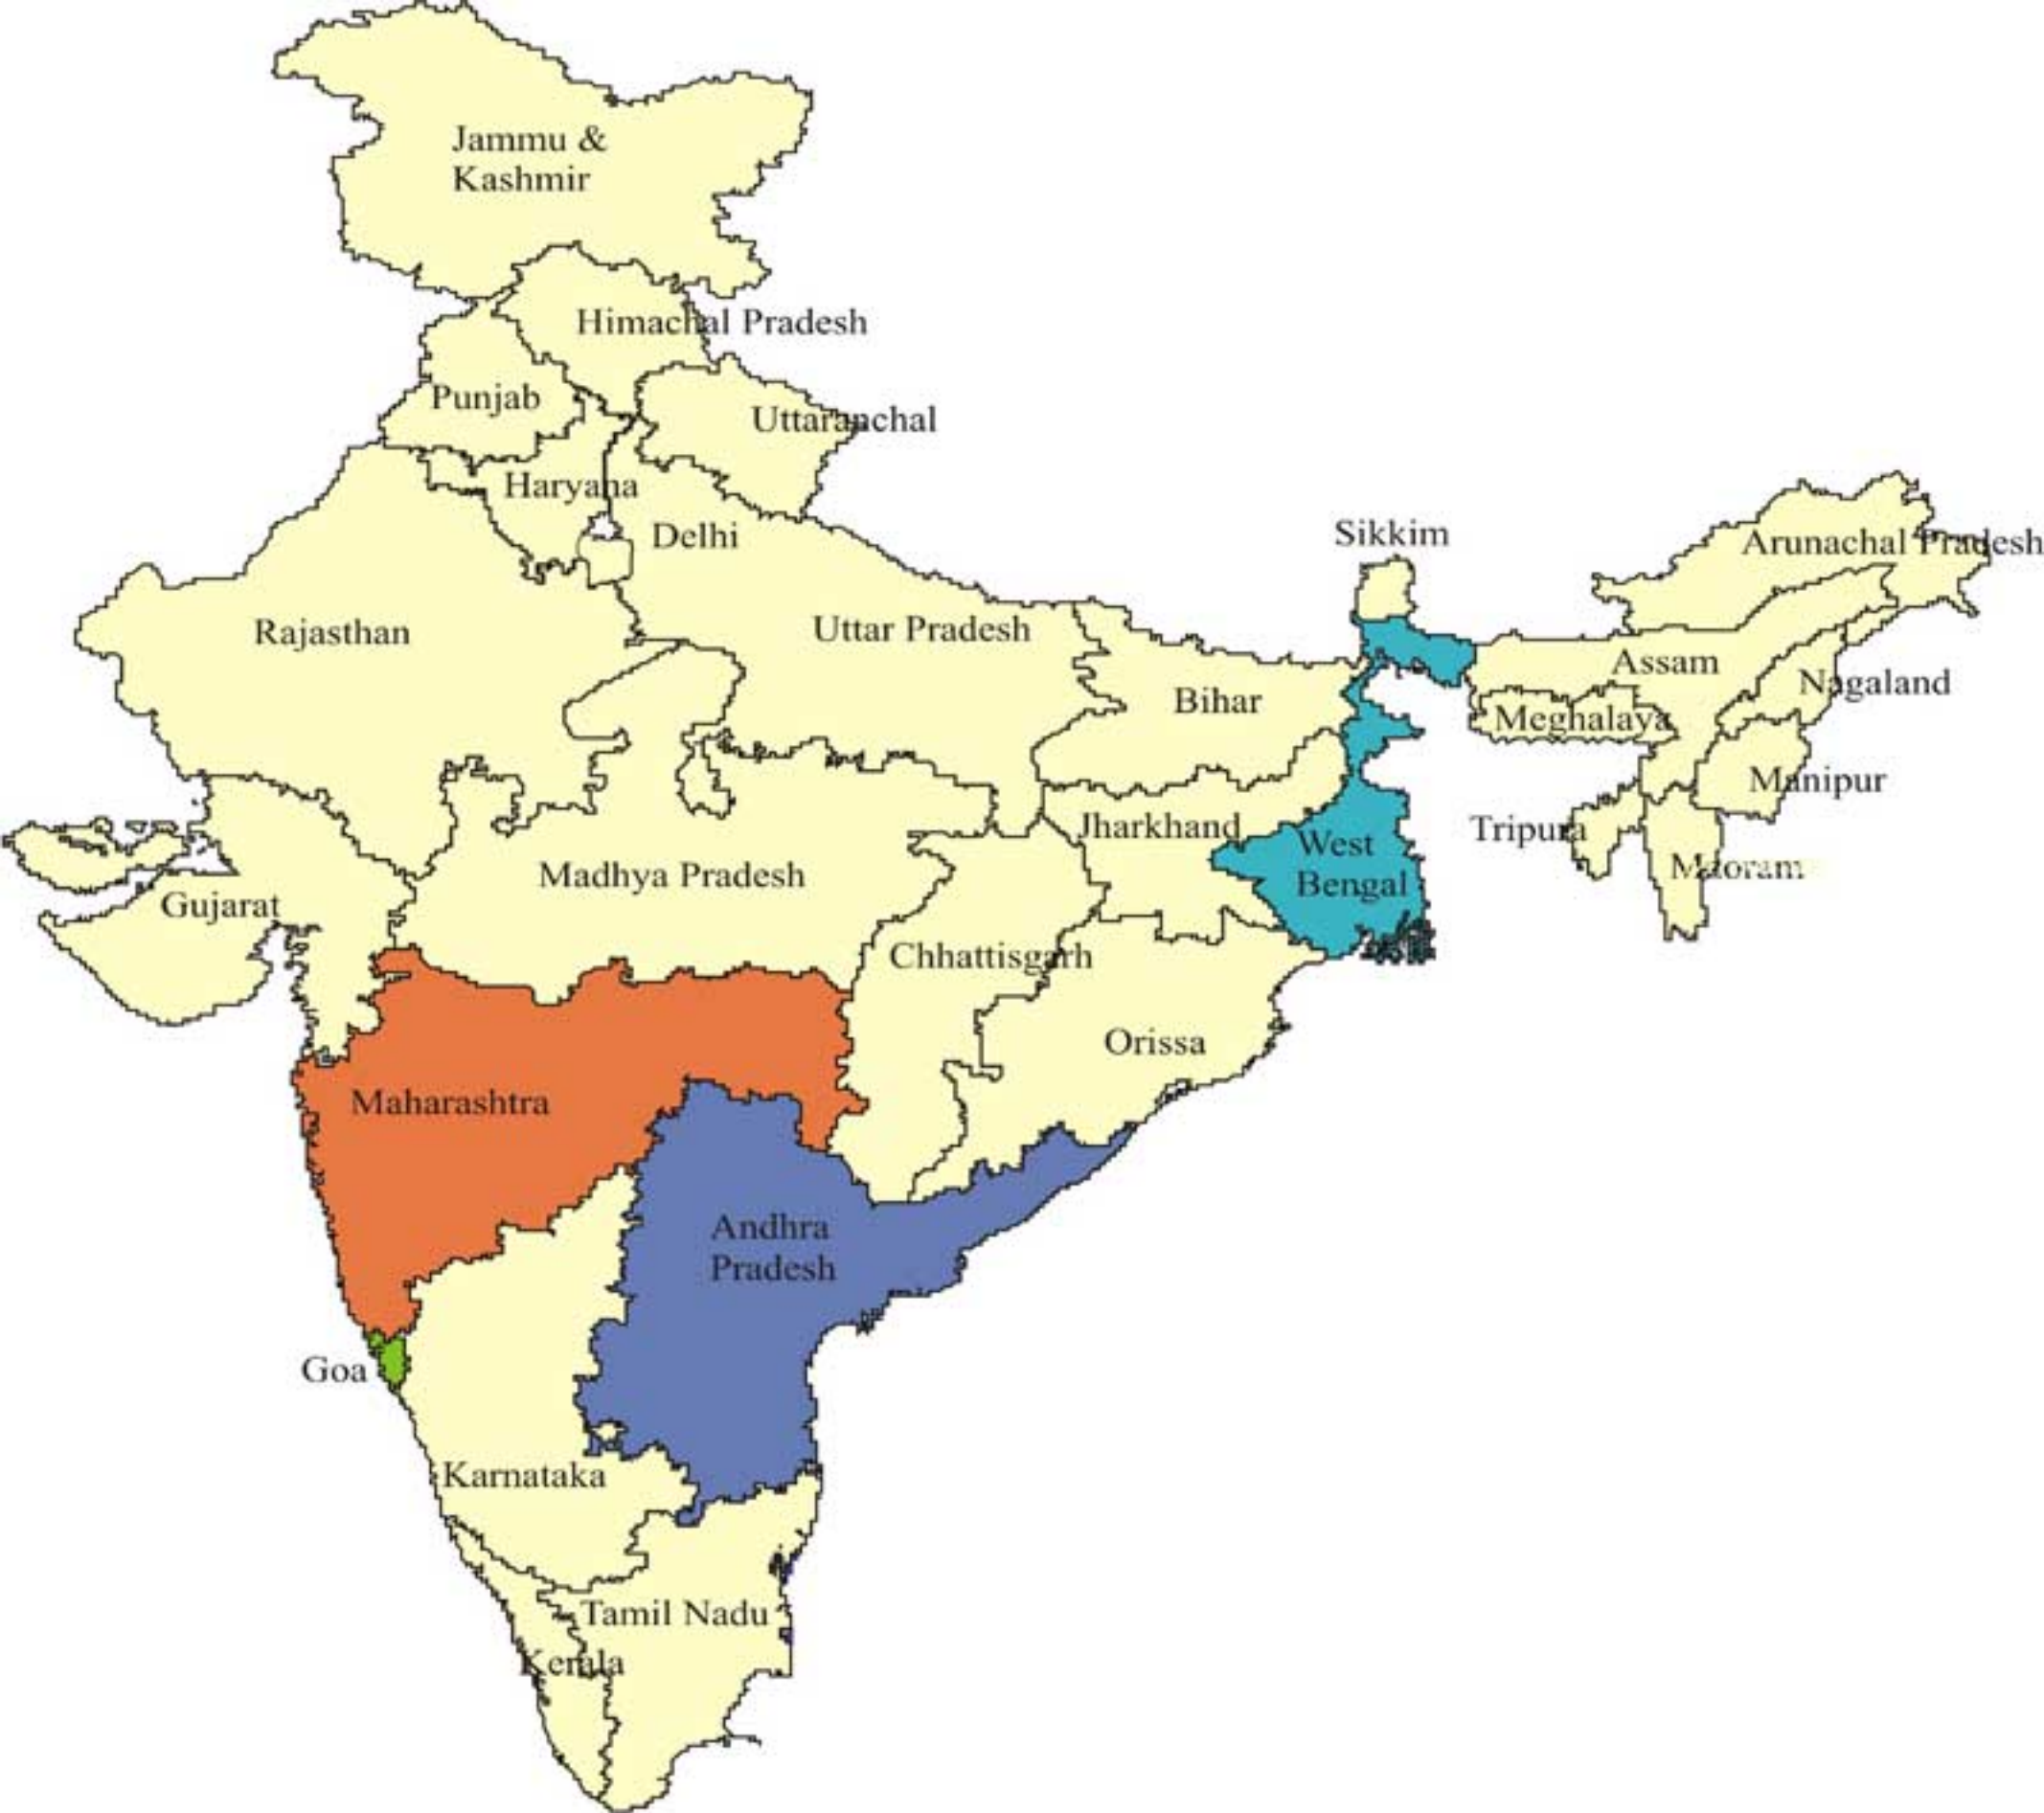 Jammu &
Kashmir
Himachal Pradesh
Punjab
Uttaranchal
Haryana
Delhi
Sikkim
Arunachal Pradesh
Rajasthan
Uttar Pradesh
Assam
Nagaland
Bihar
Meghalaya
Manipur
Jharkhand
Tripura
West
Bengal
Madhya Pradesh
Gujarat
Chhattisgarh
Orissa
Maharashtra
Andhra
Pradesh
Goa
Karnataka
Tamil Nadu
Kerala